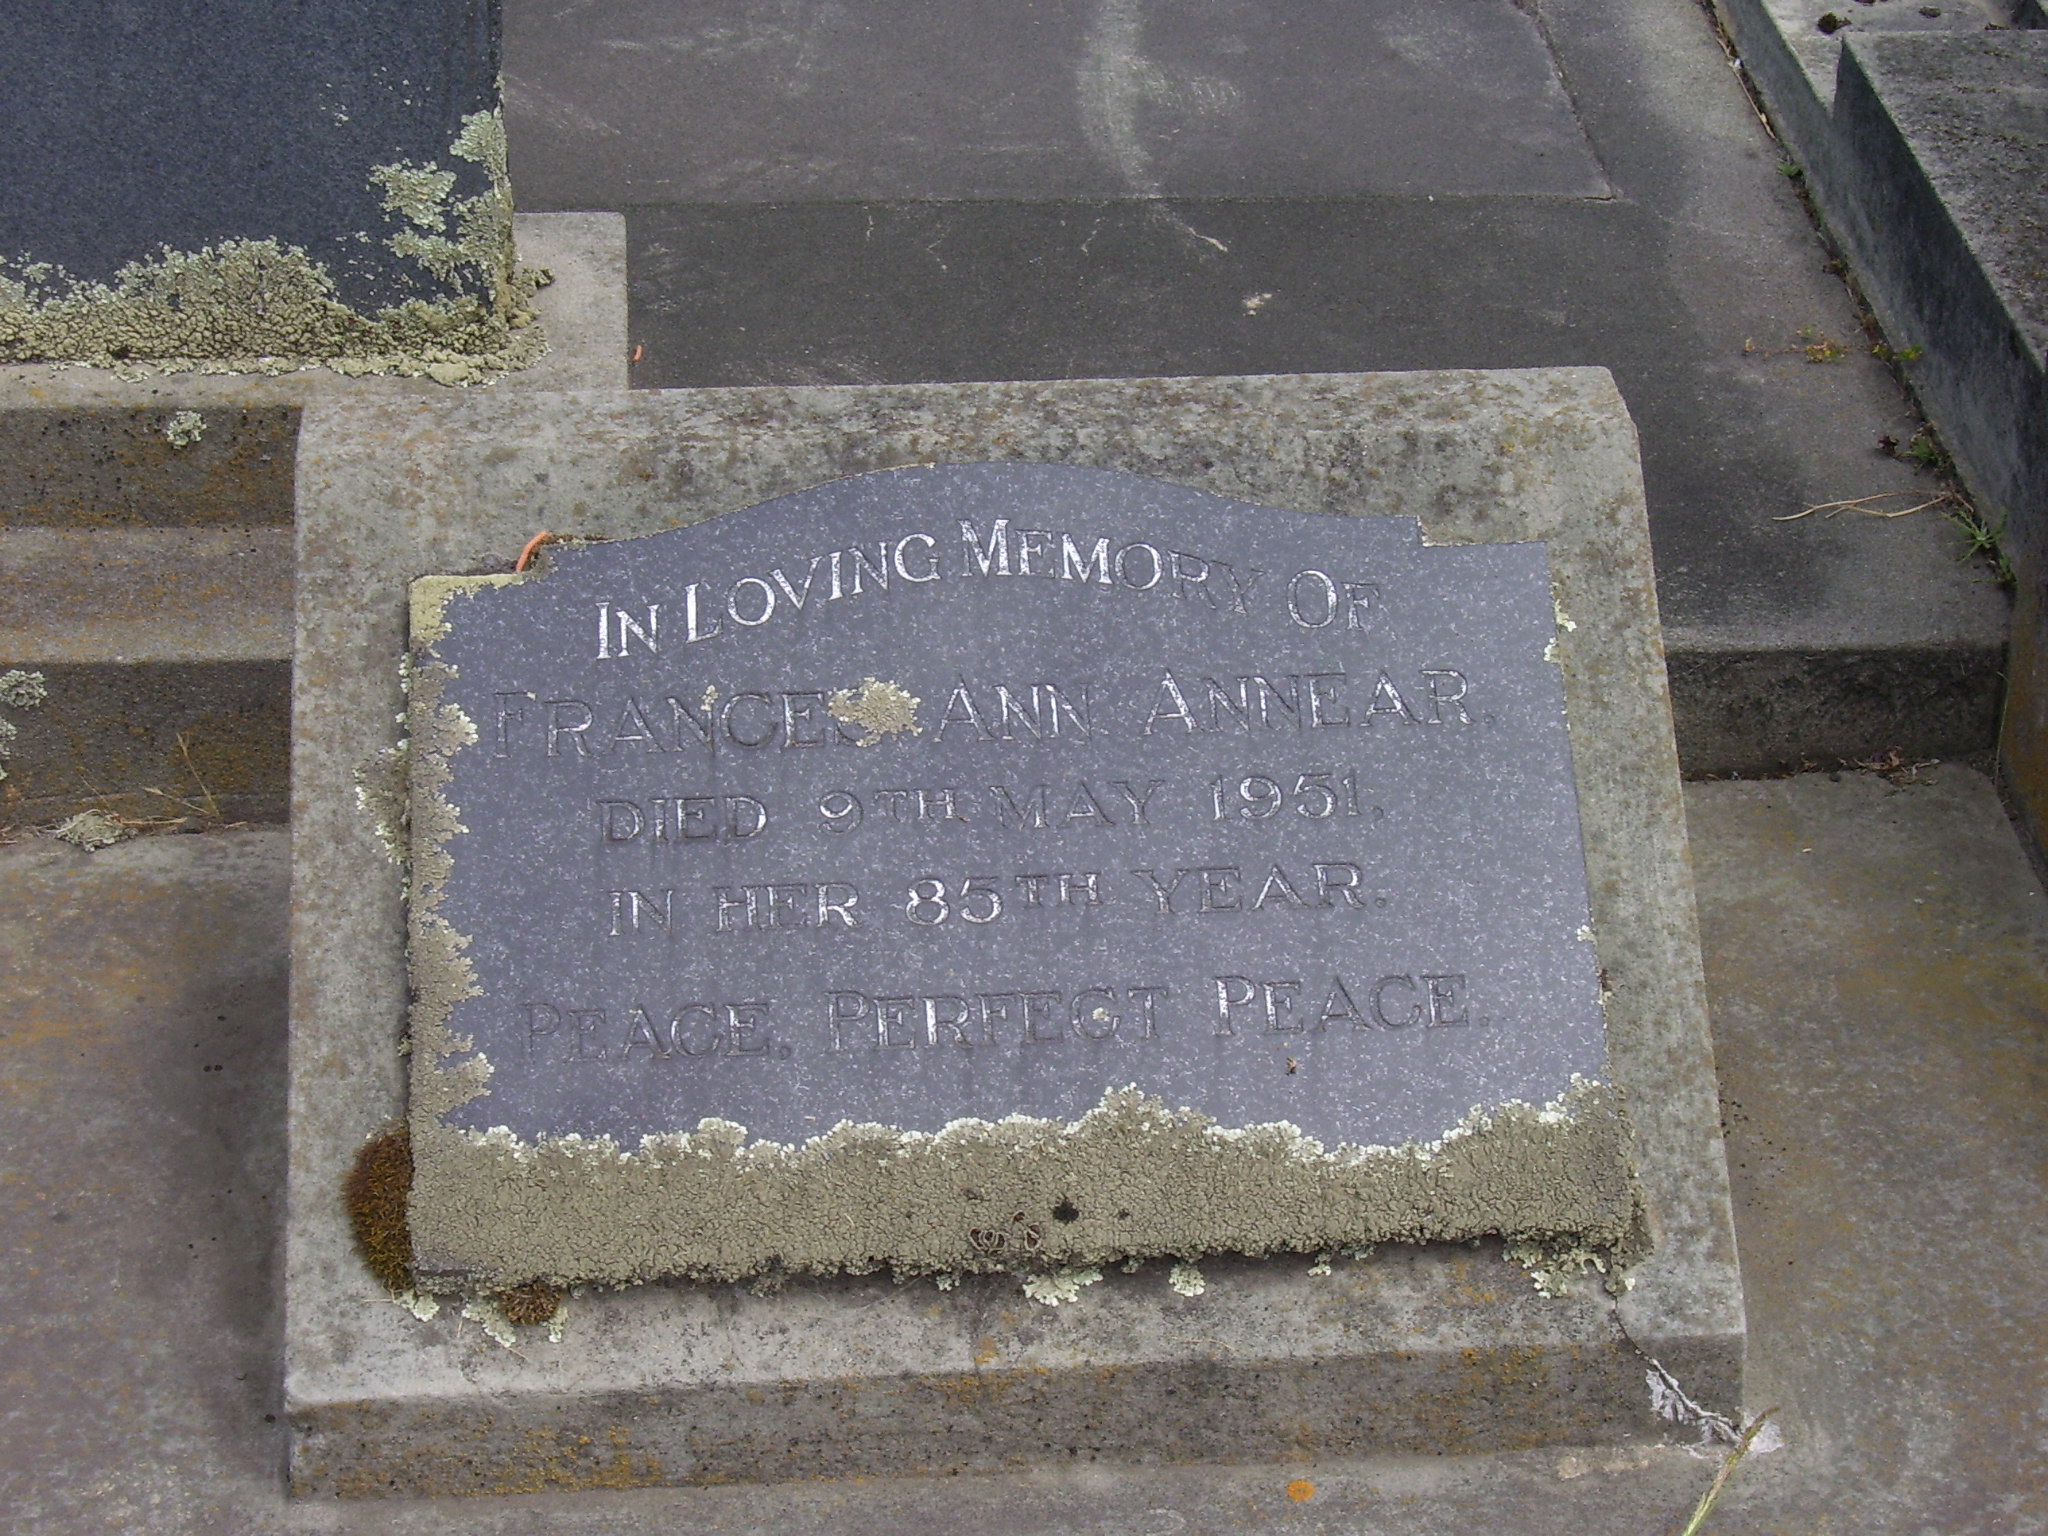 IN LOVING MEMORY OF
FRANCES ANN ANNEAR.
DIED 9TH MAY 1951,
IN HER 85TH YEAR.
PEACE, PERFECT PEACE.